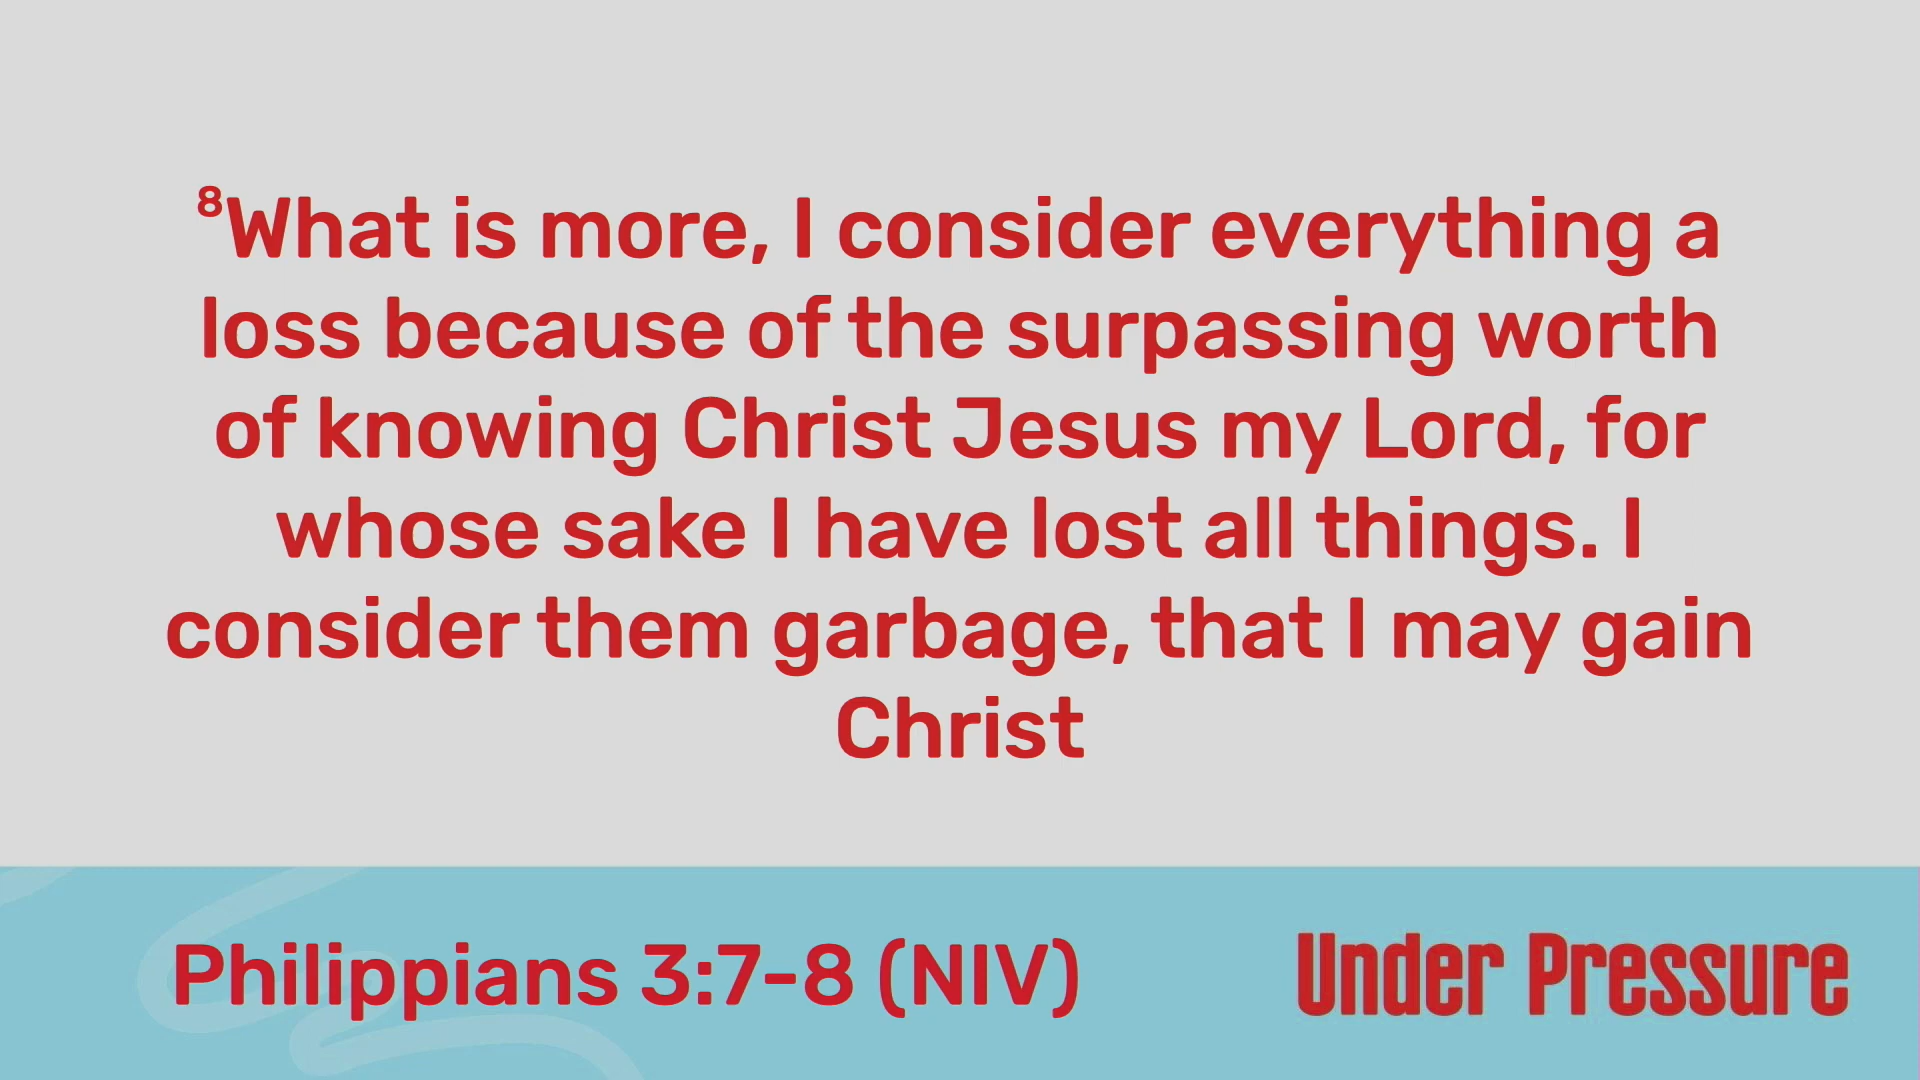 ⁸What is more, I consider everything a
loss because of the surpassing worth
of knowing Christ Jesus my Lord, for
whose sake I have lost all things. I
consider them garbage, that I may gain
Christ
Philippians 3:7-8 (NIV)
Under Pressure